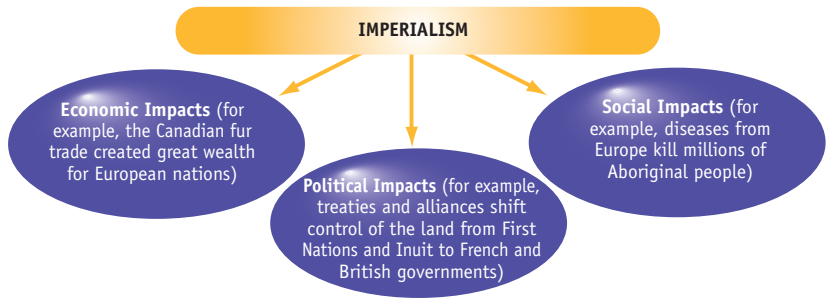 IMPERIALISM
Economic Impacts (for
example, the Canadian fur
trade created great wealth
for European nations)
Political Impacts (for example,
treaties and alliances shift
control of the land from First
Nations and Inuit to French and
British governments)
Social Impacts (for
example, diseases from
Europe kill millions of
Aboriginal people)